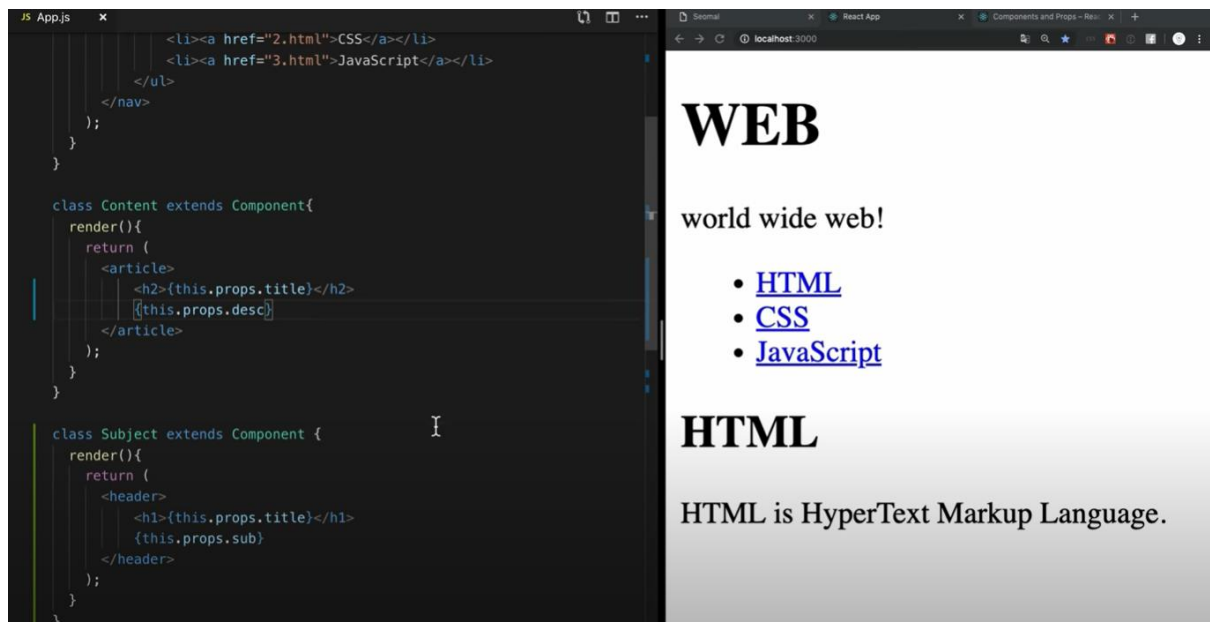 JS App.js ×
<li><a href="2.html">CSS</a></li>
<li><a href="3.html">JavaScript</a></li>
</ul>
</nav>
);
}
}
class Content extends Component{
render(){
return (
<article>
<h2>{this.props.title}</h2>
{this.props.desc}
</article>
);
}
}
class Subject extends Component {
render(){
return (
<header>
<h1>{this.props.title}</h1>
{this.props.sub}
</header>
);
}
}
Seomal × React App × Components and Props – Reac × +
localhost:3000
WEB
world wide web!
• HTML
• CSS
• JavaScript
HTML
HTML is HyperText Markup Language.